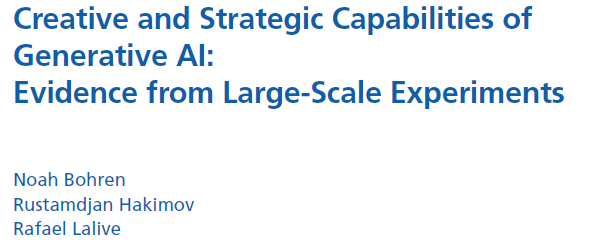 Creative and Strategic Capabilities of
Generative AI:
Evidence from Large-Scale Experiments
Noah Bohren
Rustamdjan Hakimov
Rafael Lalive